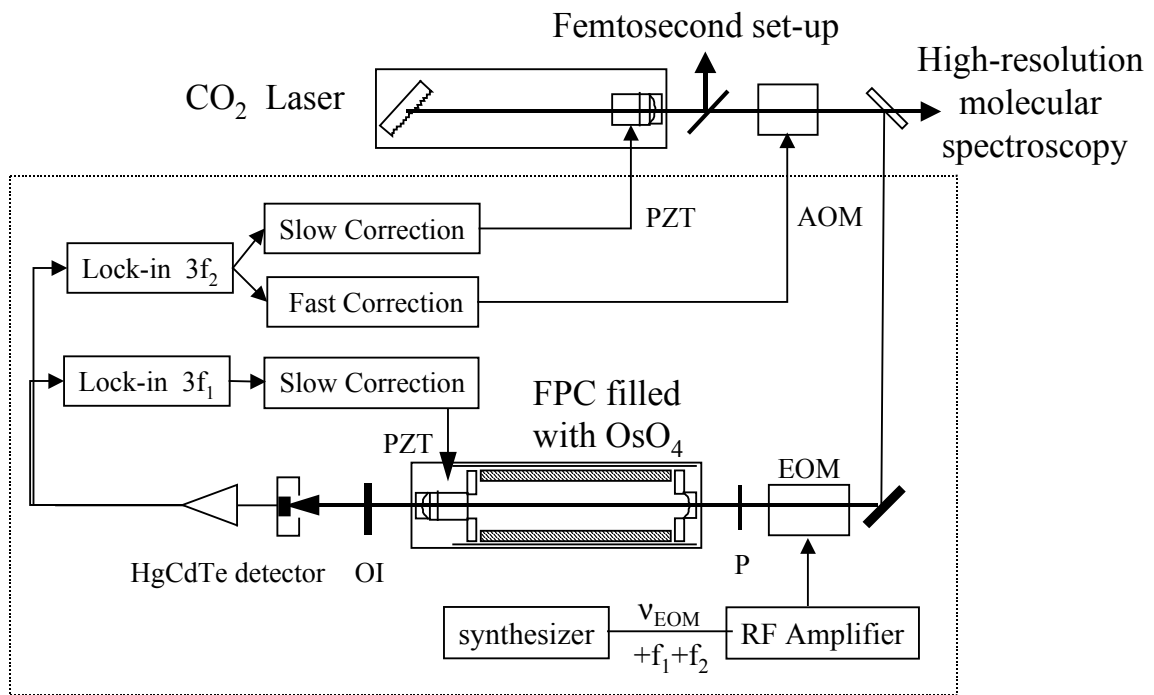 Femtosecond set-up
High-resolution
molecular
spectroscopy
CO₂ Laser
PZT
AOM
Slow Correction
Lock-in 3f₂
Fast Correction
Lock-in 3f₁
Slow Correction
FPC filled
with OsO₄
PZT
EOM
HgCdTe detector
OI
P
synthesizer
ν_EOM
+f₁+f₂
RF Amplifier